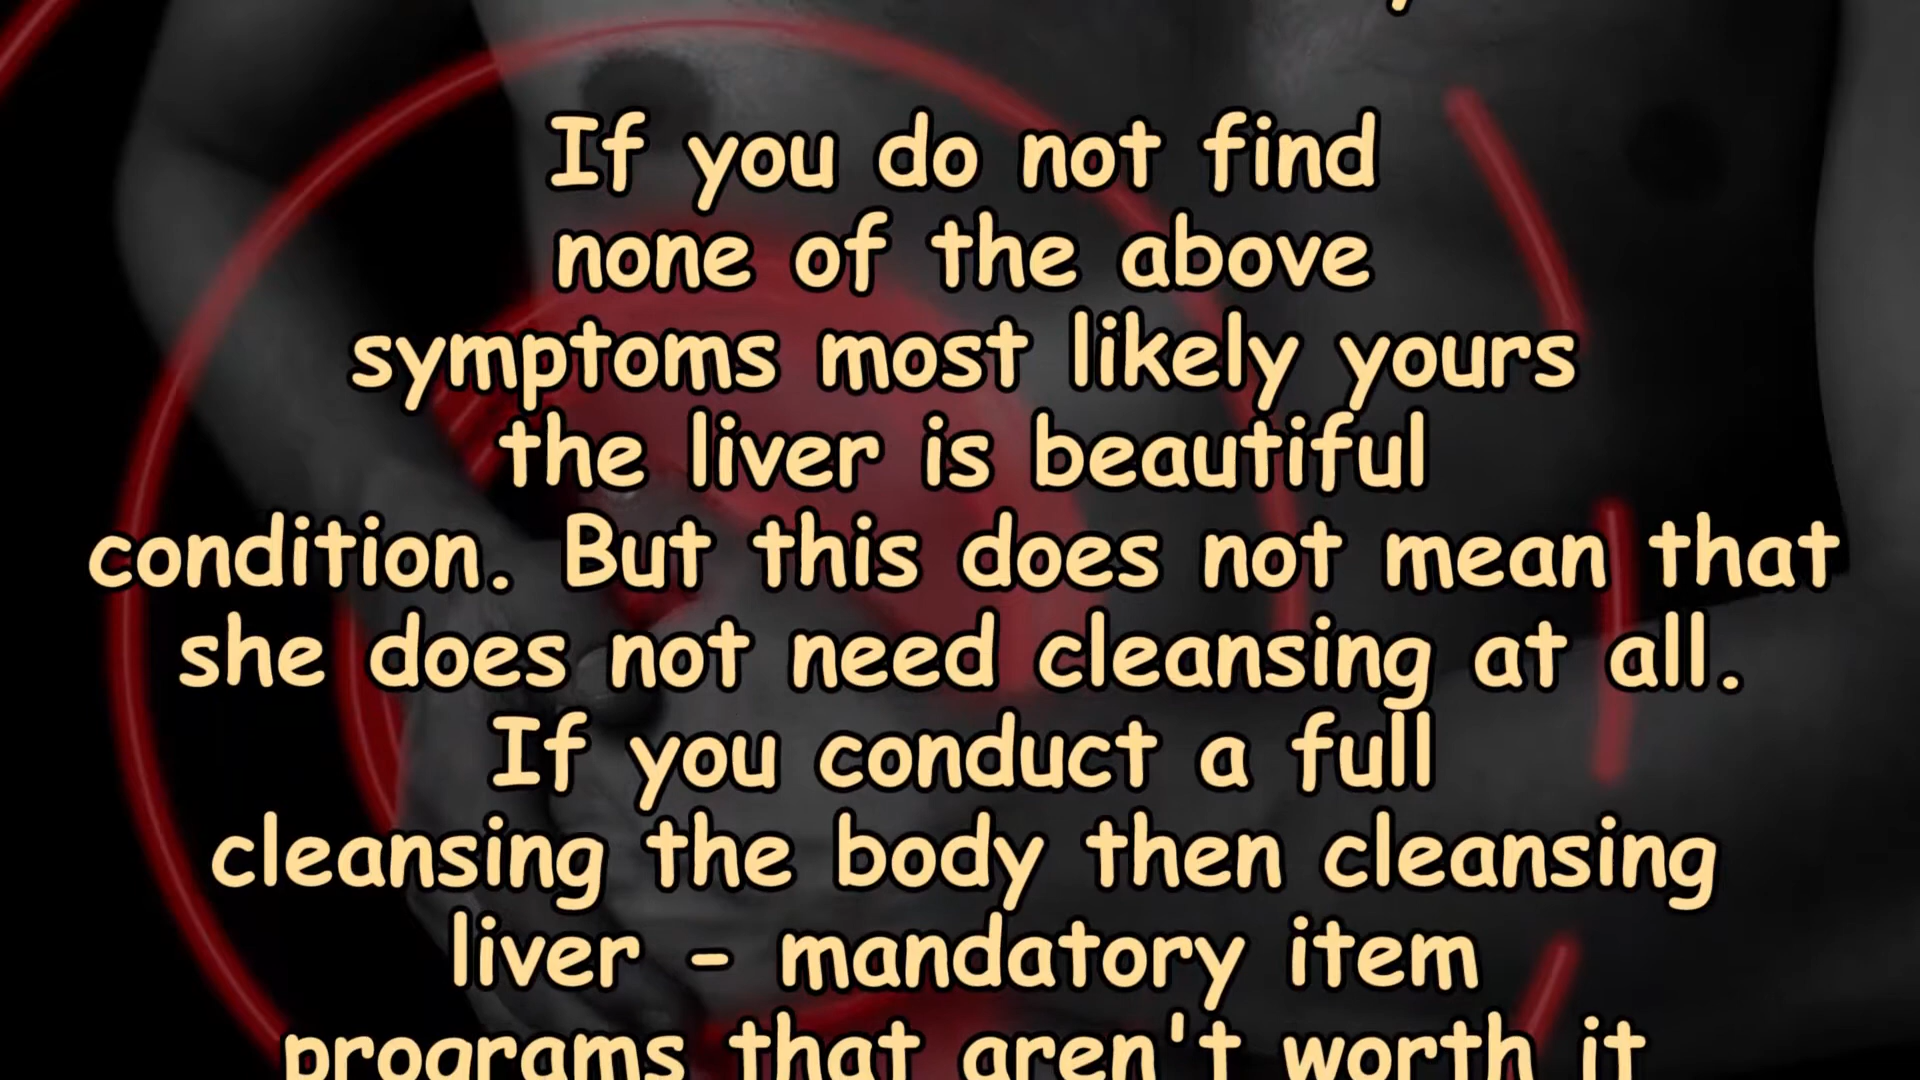 If you do not find
none of the above
symptoms most likely yours
the liver is beautiful
condition. But this does not mean that
she does not need cleansing at all.
If you conduct a full
cleansing the body then cleansing
liver - mandatory item
programs that aren't worth it